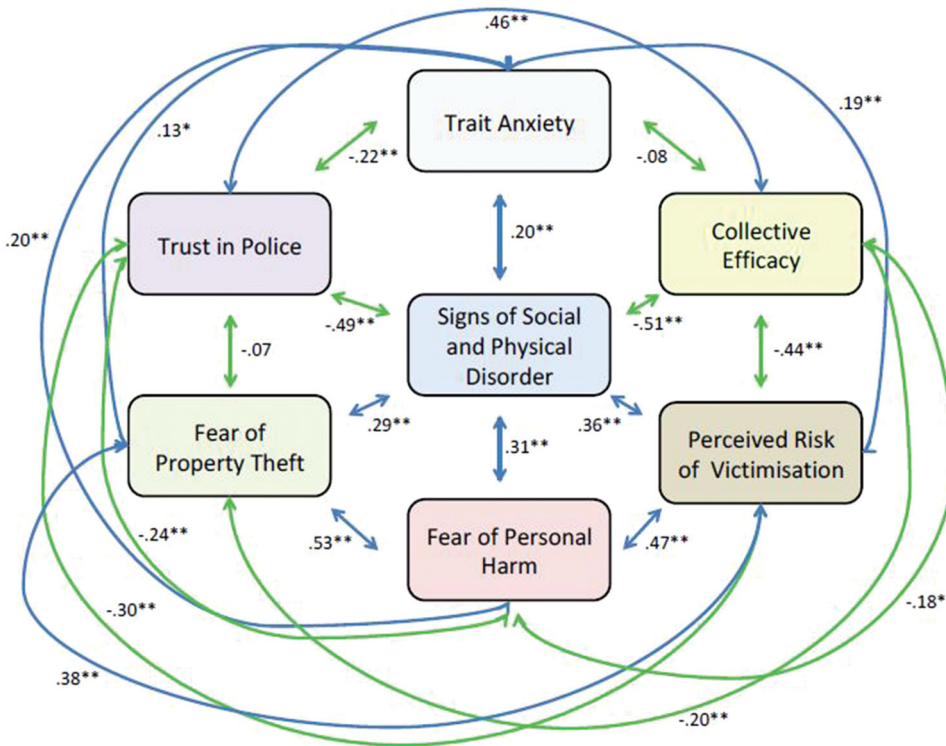 .46**
.13*
Trait Anxiety
.19**
-.22**
-.08
.20**
Trust in Police
.20**
Collective
Efficacy
-.49**
Signs of Social
and Physical
Disorder
-.51**
-.07
-.44**
.29**
.36**
Fear of
Property Theft
.31**
Perceived Risk
of Victimisation
-.24**
.53**
Fear of Personal
Harm
.47**
-.30**
-.18*
.38**
-.20**